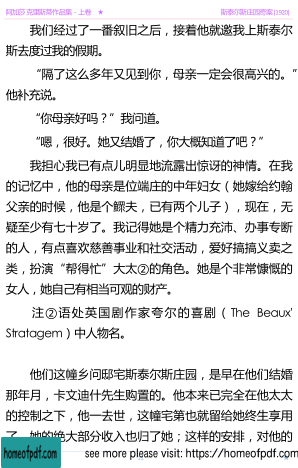 阿加莎克里斯蒂作品集－上卷 ★ 斯泰尔斯庄园奇案(1920)
我们经过了一番叙旧之后，接着他就邀我上斯泰尔
斯去度过我的假期。
“隔了这么多年又见到你，母亲一定会很高兴的。”
他补充说。
“你母亲好吗？”我问道。
“嗯，很好。她又结婚了，你大概知道了吧？”
我担心我已有点儿明显地流露出惊讶的神情。在我
的记忆中，他的母亲是位端庄的中年妇女（她嫁给约翰
父亲的时候，他是个鳏夫，已有两个儿子），现在，无
疑至少有七十岁了。我记得她是个精力充沛、办事专断
的人，有点喜欢慈善事业和社交活动，爱好搞搞义卖之
类，扮演“帮得忙”大太②的角色。她是个非常慷慨的
女人，她自己有相当可观的财产。
注②语处英国剧作家夸尔的喜剧（The Beaux'
Stratagem）中人物名。
他们这幢乡问邸宅斯泰尔斯庄园，是早在他们结婚
那年月，卡文迪什先生购置的。他本来已完全在他太太
的控制之下，他一去世，这幢宅第也就留给她终生享用
了，她的绝大部分收入也归了她；这样的安排，对他的
homeofpdf.com see more please visit: https://homeofpdf.com